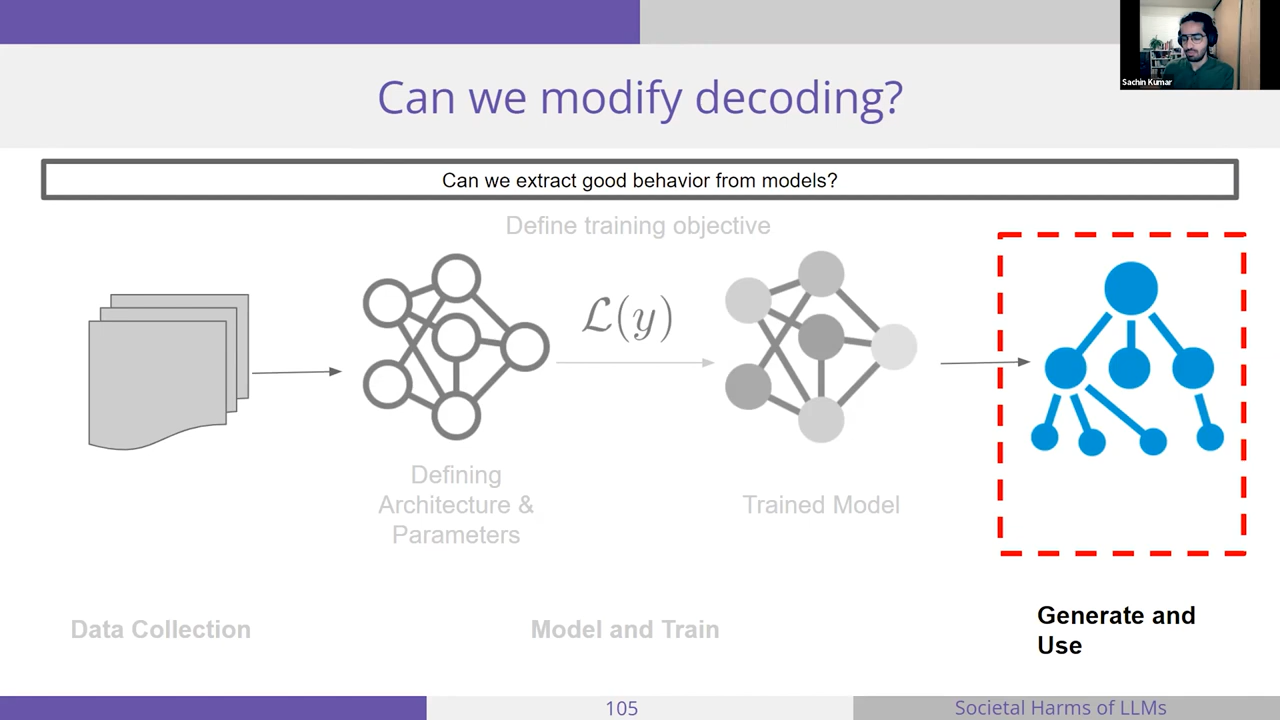 Sachin Kumar
Can we modify decoding?
Can we extract good behavior from models?
Define training objective
ℒ(y)
Defining
Architecture &
Parameters
Trained Model
Data Collection
Model and Train
Generate and
Use
105
Societal Harms of LLMs